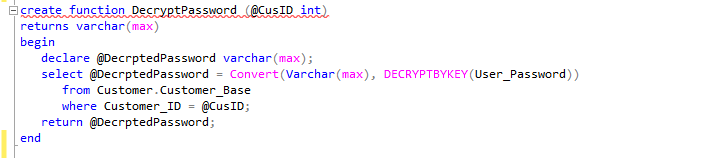 create function DecryptPassword (@CusID int)
returns varchar(max)
begin
declare @DecrptedPassword varchar(max);
select @DecrptedPassword = Convert(Varchar(max), DECRYPTBYKEY(User_Password))
from Customer.Customer_Base
where Customer_ID = @CusID;
return @DecrptedPassword;
end